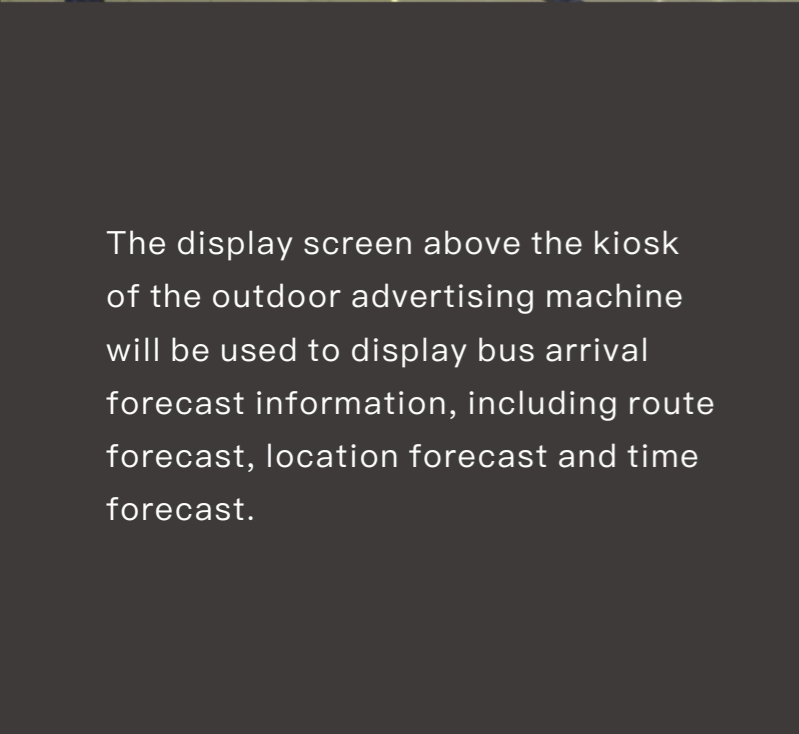 The display screen above the kiosk
of the outdoor advertising machine
will be used to display bus arrival
forecast information, including route
forecast, location forecast and time
forecast.